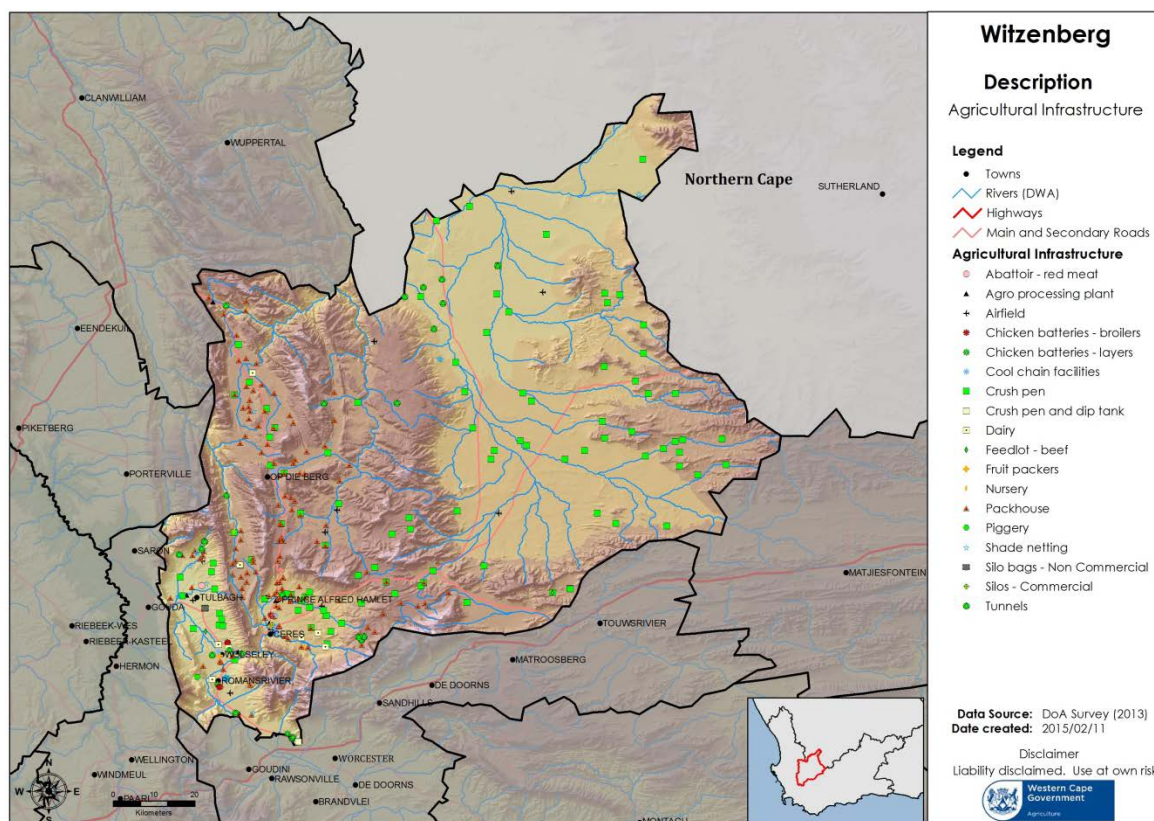 Witzenberg
Description
Agricultural Infrastructure
Legend
Towns
Rivers (DWA)
Highways
Main and Secondary Roads
Agricultural Infrastructure
Abattoir - red meat
Agro processing plant
Airfield
Chicken batteries - broilers
Chicken batteries - layers
Cool chain facilities
Crush pen
Crush pen and dip tank
Dairy
Feedlot - beef
Fruit packers
Nursery
Packhouse
Piggery
Shade netting
Silo bags - Non Commercial
Silos - Commercial
Tunnels
Data Source: DoA Survey (2013)
Date created: 2015/02/11
Disclaimer
Liability disclaimed. Use at own risk
Western Cape
Government
Agriculture
CLANWILLIAM
WUPPERTAL
Northern Cape
SUTHERLAND
EENDEKUIL
PIKETBERG
PORTERVILLE
OP DIE BERG
SARON
MATJIESFONTEIN
TULBAGH
PRINCE ALFRED HAMLET
GOUDA
RIEBEEK-WES
TOUWSRIVIER
CERES
RIEBEEK-KASTEEL
WOLSELEY
HERMON
MATROOSBERG
ROMANSRIVIER
DE DOORNS
SANDHILLS
WELLINGTON
WORCESTER
WINDMEUL
GOUDINI
RAWSONVILLE
DE DOORNS
PAARL
BRANDVLEI
MONTAGU
N
W
E
S
0
10
20
Kilometers